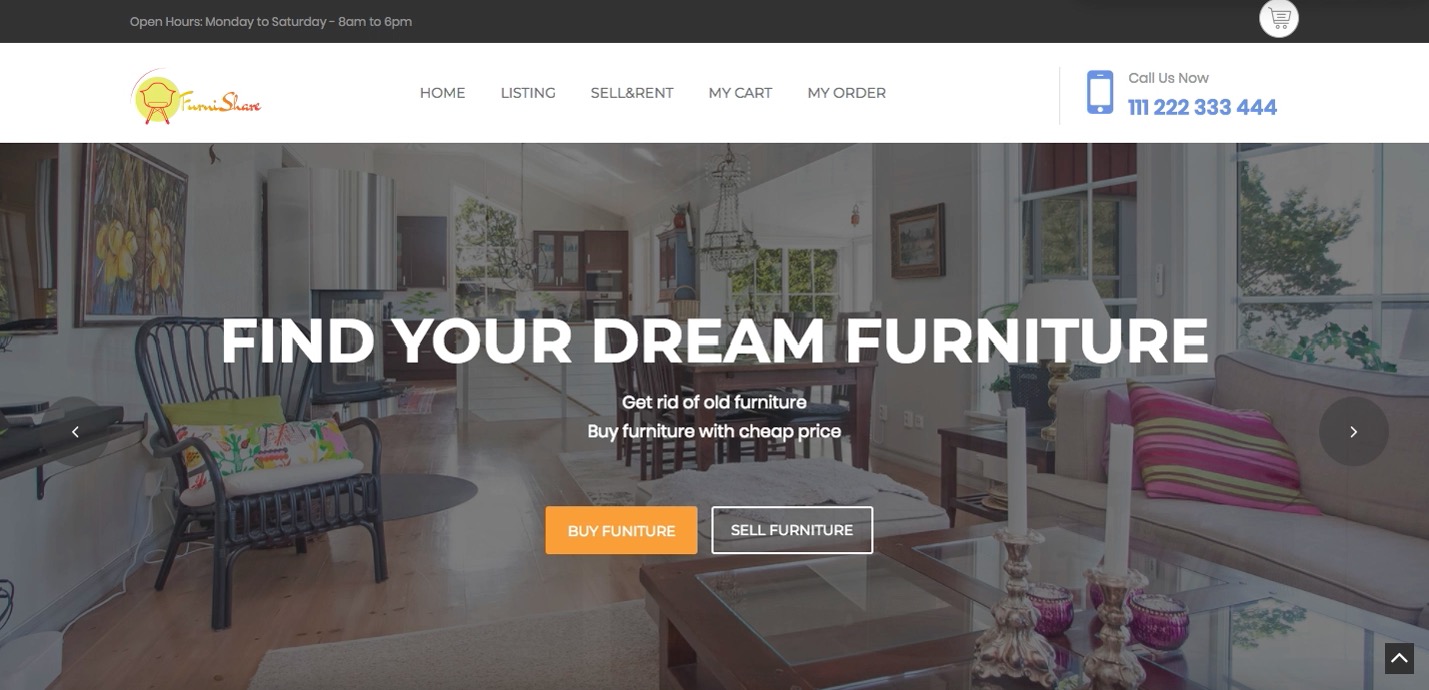 Open Hours: Monday to Saturday - 8am to 6pm
FurniShare
HOME LISTING SELL&RENT MY CART MY ORDER
Call Us Now
111 222 333 444
FIND YOUR DREAM FURNITURE
Get rid of old furniture
Buy furniture with cheap price
BUY FUNITURE SELL FURNITURE